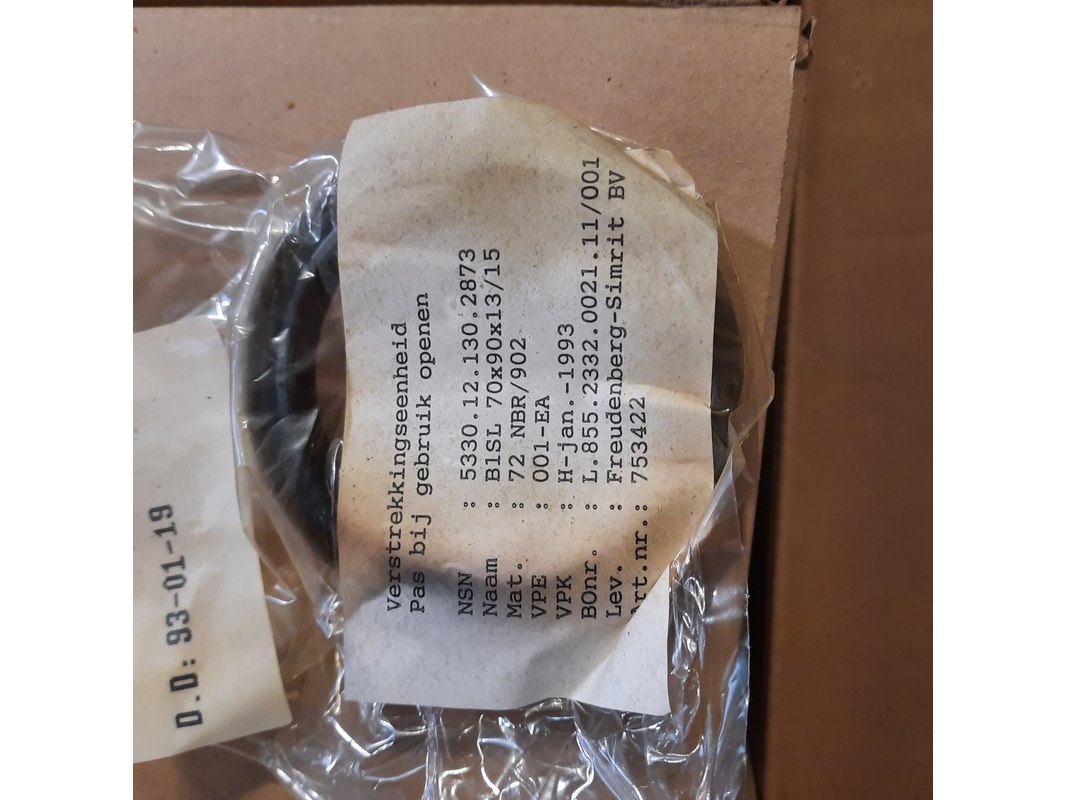 D.D: 93-01-19
Verstrekkingseenheid
Pas bij gebruik openen
NSN : 5330.12.130.2873
Naam : B1SL 70x90x13/15
Mat. : 72 NBR/902
VPE : 001-EA
VPK : H-jan.-1993
BOnr. : L.855.2332.0021.11/001
Lev. : Freudenberg-Simrit BV
Art.nr.: 753422